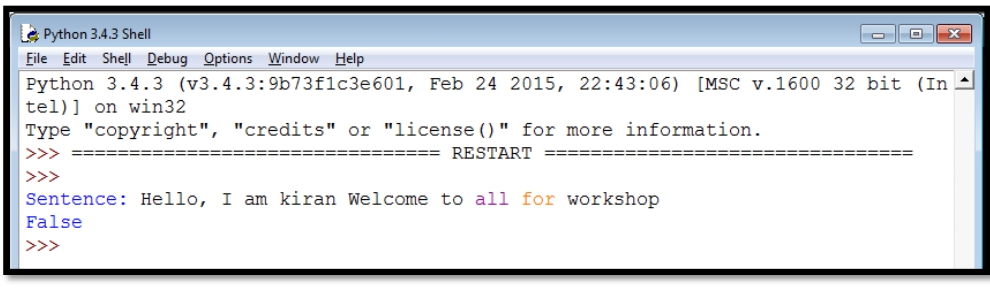 Python 3.4.3 Shell
File Edit Shell Debug Options Window Help
Python 3.4.3 (v3.4.3:9b73f1c3e601, Feb 24 2015, 22:43:06) [MSC v.1600 32 bit (In
tel)] on win32
Type "copyright", "credits" or "license()" for more information.
>>> ================================ RESTART ================================
>>>
Sentence: Hello, I am kiran Welcome to all for workshop
False
>>>